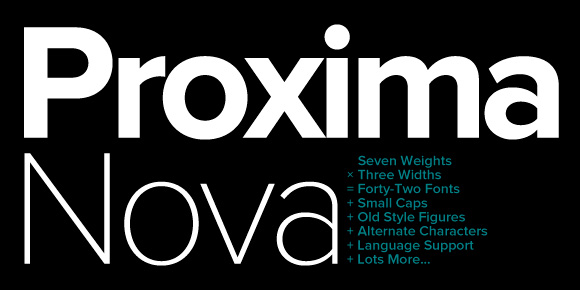 Proxima
Nova
Seven Weights
× Three Widths
= Forty-Two Fonts
+ Small Caps
+ Old Style Figures
+ Alternate Characters
+ Language Support
+ Lots More...